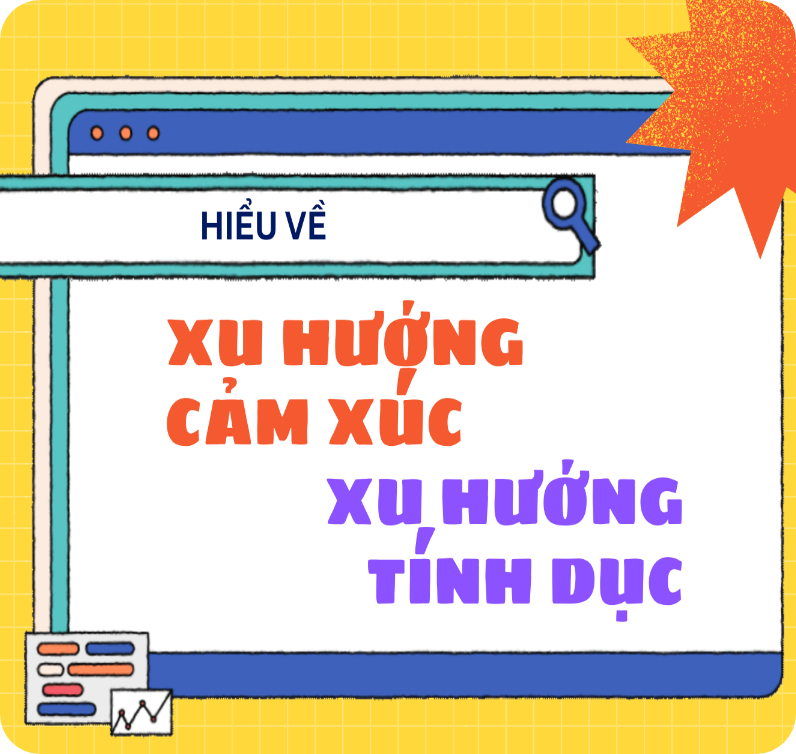 HIỂU VỀ
XU HƯỚNG
CẢM XÚC
XU HƯỚNG
TÍNH DỤC